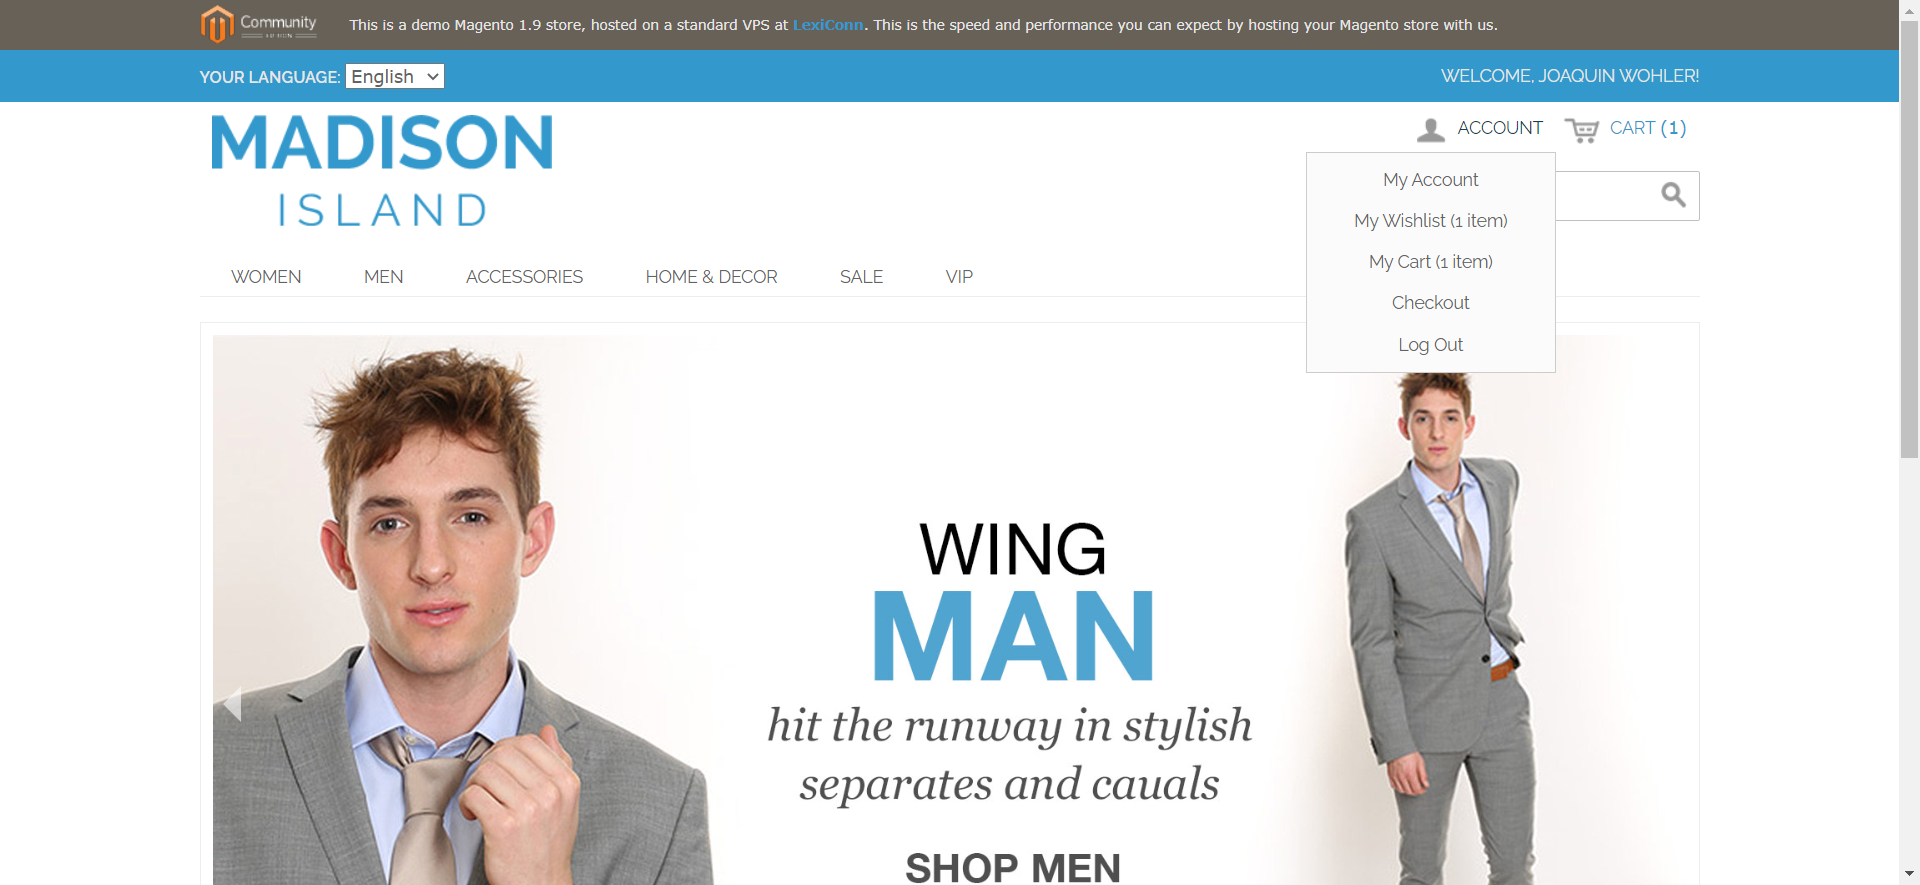 Community
This is a demo Magento 1.9 store, hosted on a standard VPS at LexiConn. This is the speed and performance you can expect by hosting your Magento store with us.
YOUR LANGUAGE: English
WELCOME, JOAQUIN WOHLER!
MADISON
ISLAND
ACCOUNT
CART (1)
My Account
My Wishlist (1 item)
My Cart (1 item)
Checkout
Log Out
WOMEN MEN ACCESSORIES HOME & DECOR SALE VIP
WING
MAN
hit the runway in stylish
separates and cauals
SHOP MEN